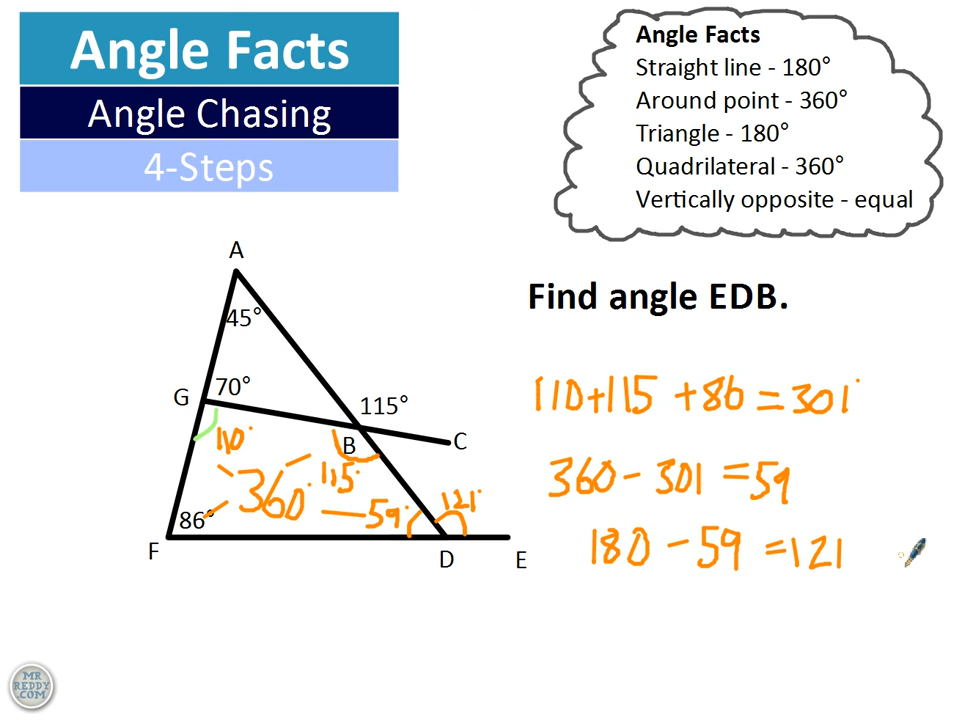 Angle Facts
Angle Chasing
4-Steps
Angle Facts
Straight line - 180°
Around point - 360°
Triangle - 180°
Quadrilateral - 360°
Vertically opposite - equal
Find angle EDB.
A
45°
G
70°
115°
B
C
110°
360°
115°
86°
59°
121°
F
D
E
110+115 +86 = 301°
360 - 301 = 59
180 - 59 = 121
MR
REDDY
.COM